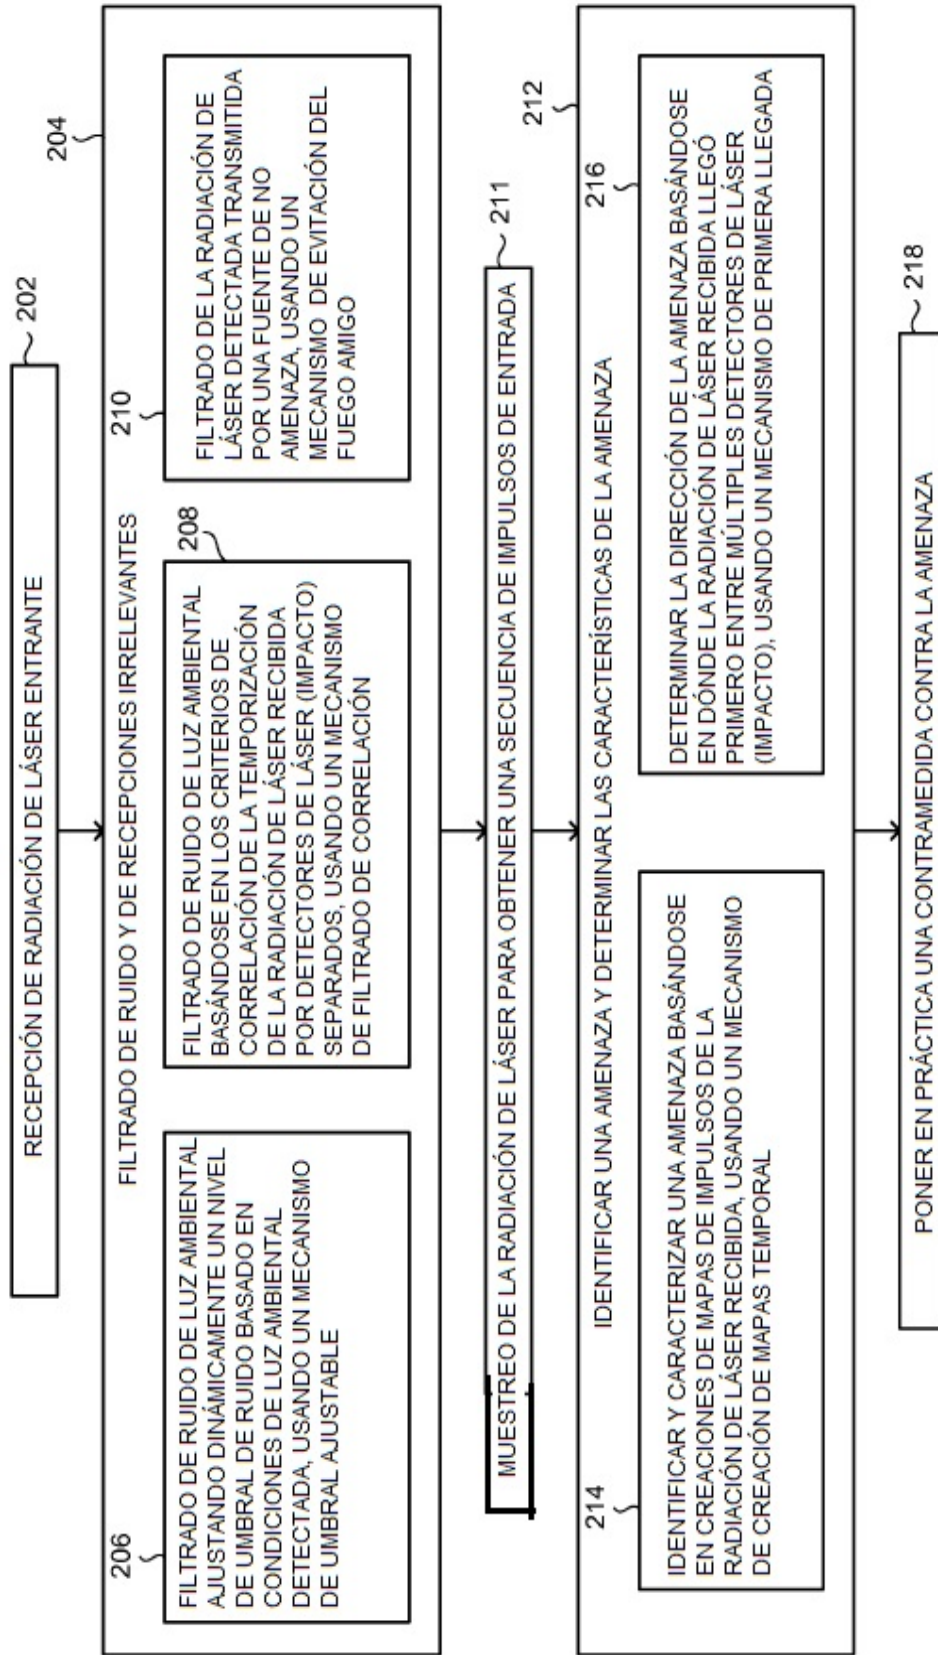 RECEPCIÓN DE RADIACIÓN DE LÁSER ENTRANTE
202
204
FILTRADO DE RUIDO Y DE RECEPCIONES IRRELEVANTES
206
FILTRADO DE RUIDO DE LUZ AMBIENTAL
AJUSTANDO DINÁMICAMENTE UN NIVEL
DE UMBRAL DE RUIDO BASADO EN
CONDICIONES DE LUZ AMBIENTAL
DETECTADA, USANDO UN MECANISMO
DE UMBRAL AJUSTABLE
208
FILTRADO DE RUIDO DE LUZ AMBIENTAL
BASÁNDOSE EN LOS CRITERIOS DE
CORRELACIÓN DE LA TEMPORIZACIÓN
DE LA RADIACIÓN DE LÁSER RECIBIDA
POR DETECTORES DE LÁSER (IMPACTO)
SEPARADOS, USANDO UN MECANISMO
DE FILTRADO DE CORRELACIÓN
210
FILTRADO DE LA RADIACIÓN DE
LÁSER DETECTADA TRANSMITIDA
POR UNA FUENTE DE NO
AMENAZA, USANDO UN
MECANISMO DE EVITACIÓN DEL
FUEGO AMIGO
MUESTREO DE LA RADIACIÓN DE LÁSER PARA OBTENER UNA SECUENCIA DE IMPULSOS DE ENTRADA
211
212
IDENTIFICAR UNA AMENAZA Y DETERMINAR LAS CARACTERÍSTICAS DE LA AMENAZA
214
IDENTIFICAR Y CARACTERIZAR UNA AMENAZA BASÁNDOSE
EN CREACIONES DE MAPAS DE IMPULSOS DE LA
RADIACIÓN DE LÁSER RECIBIDA, USANDO UN MECANISMO
DE CREACIÓN DE MAPAS TEMPORAL
216
DETERMINAR LA DIRECCIÓN DE LA AMENAZA BASÁNDOSE
EN DÓNDE LA RADIACIÓN DE LÁSER RECIBIDA LLEGÓ
PRIMERO ENTRE MÚLTIPLES DETECTORES DE LÁSER
(IMPACTO), USANDO UN MECANISMO DE PRIMERA LLEGADA
PONER EN PRÁCTICA UNA CONTRAMEDIDA CONTRA LA AMENAZA
218